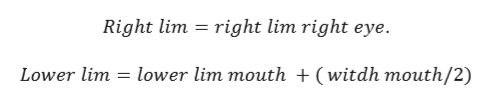 Right lim = right lim right eye.
Lower lim = lower lim mouth + ( witdh mouth/2)